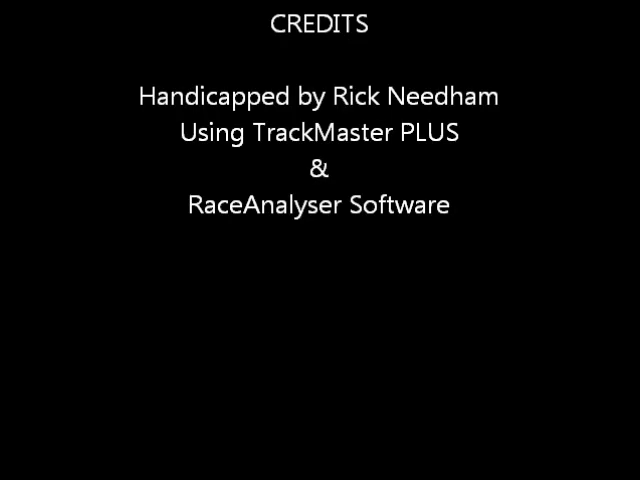 CREDITS
Handicapped by Rick Needham
Using TrackMaster PLUS
&
RaceAnalyser Software